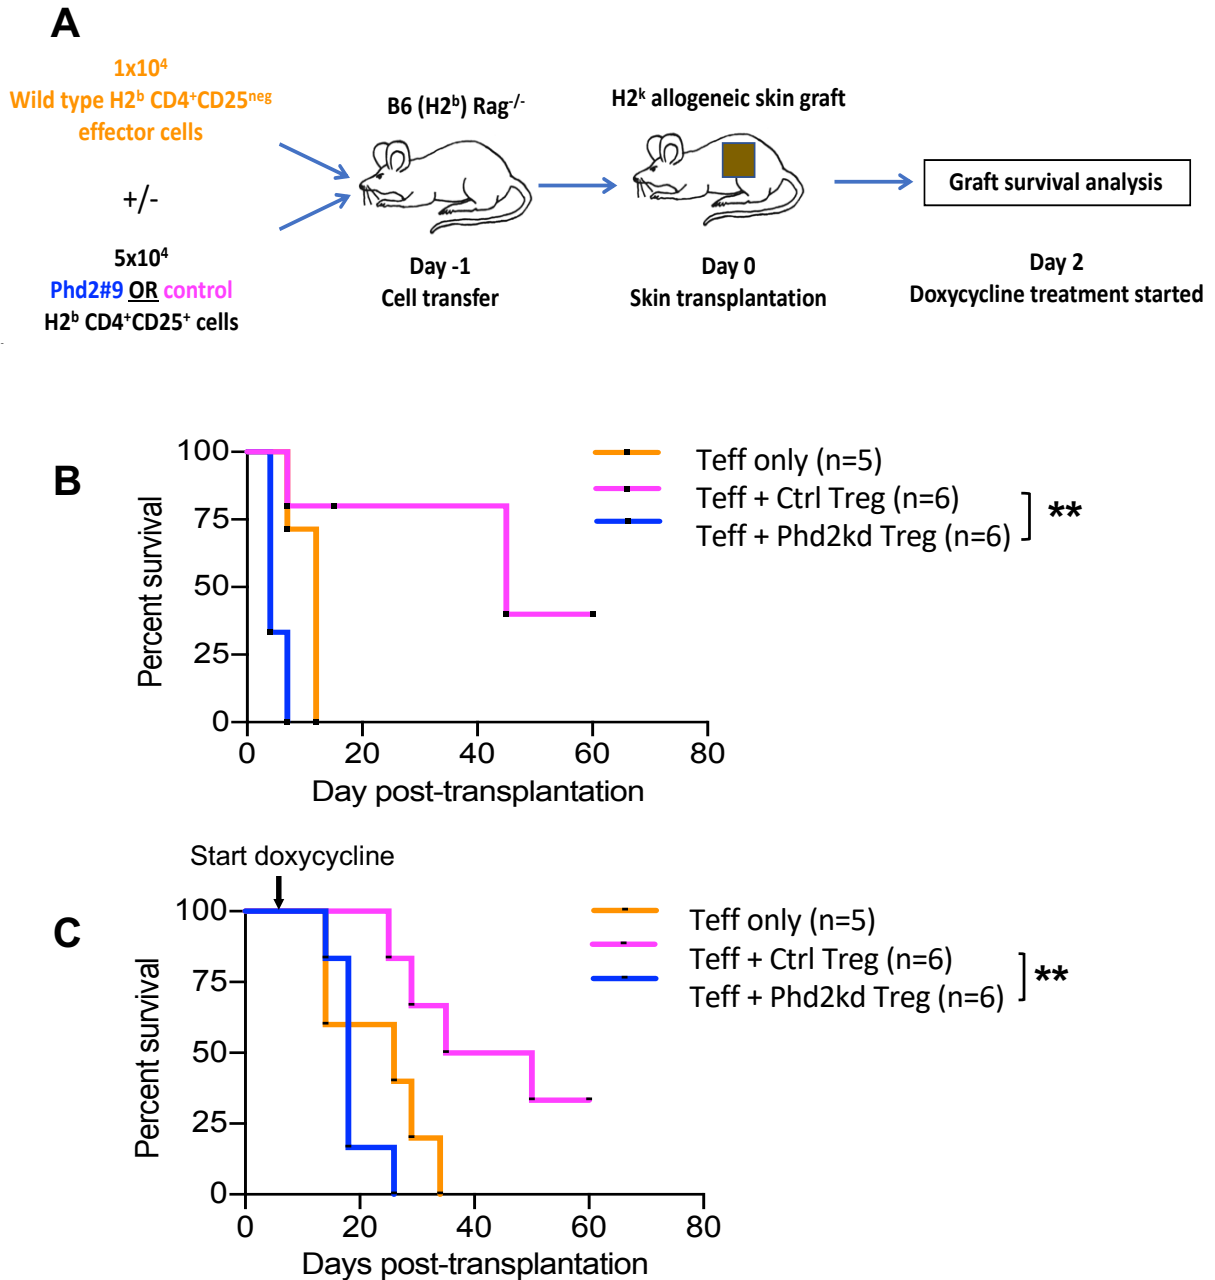 A
1x10⁴
Wild type H2ᵇ CD4⁺CD25ⁿᵉᵍ
effector cells
+/-
5x10⁴
Phd2#9 OR control
H2ᵇ CD4⁺CD25⁺ cells
B6 (H2ᵇ) Rag⁻/⁻
Day -1
Cell transfer
H2ᵏ allogeneic skin graft
Day 0
Skin transplantation
Graft survival analysis
Day 2
Doxycycline treatment started
B
Percent survival
100
75
50
25
0
0 20 40 60 80
Day post-transplantation
Teff only (n=5)
Teff + Ctrl Treg (n=6)
Teff + Phd2kd Treg (n=6)
**
C
Start doxycycline
Percent survival
100
75
50
25
0
0 20 40 60 80
Days post-transplantation
Teff only (n=5)
Teff + Ctrl Treg (n=6)
Teff + Phd2kd Treg (n=6)
**